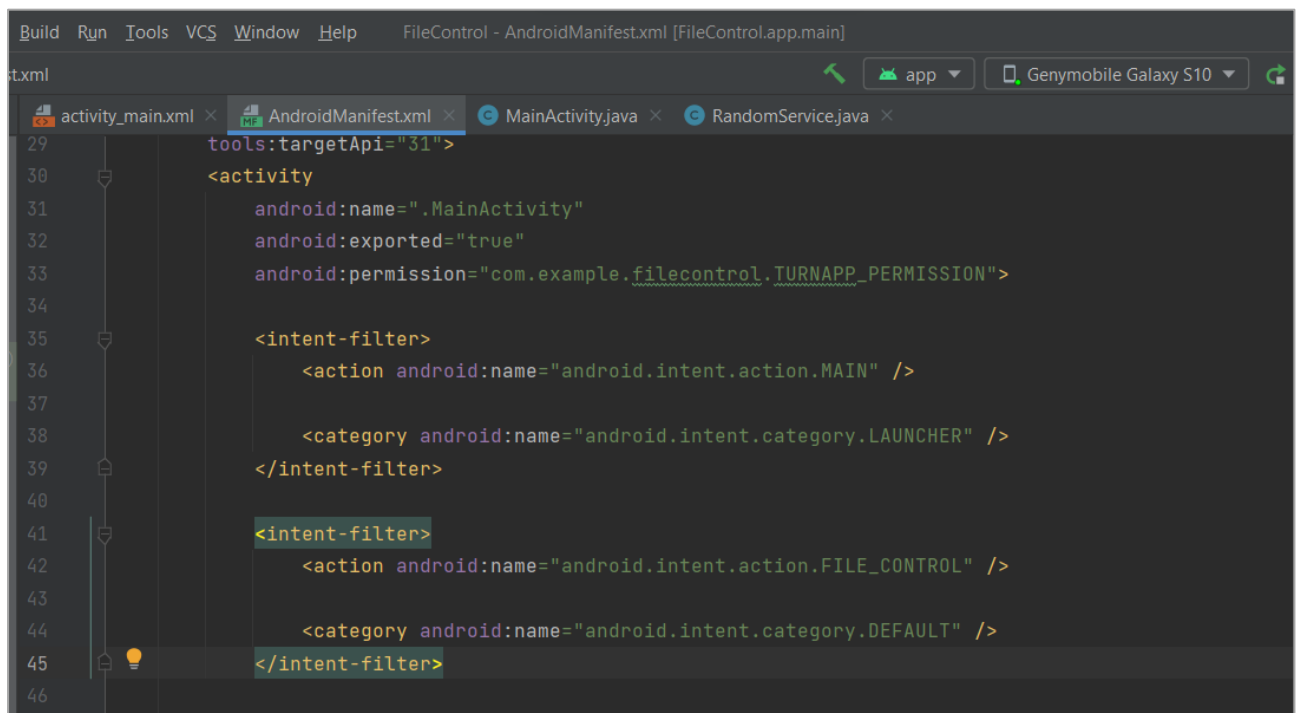 Build Run Tools VCS Window Help FileControl - AndroidManifest.xml [FileControl.app.main]
t.xml app Genymobile Galaxy S10
activity_main.xml AndroidManifest.xml MainActivity.java RandomService.java
29 tools:targetApi="31">
30 <activity
31 android:name=".MainActivity"
32 android:exported="true"
33 android:permission="com.example.filecontrol.TURNAPP_PERMISSION">
34
35 <intent-filter>
36 <action android:name="android.intent.action.MAIN" />
37
38 <category android:name="android.intent.category.LAUNCHER" />
39 </intent-filter>
40
41 <intent-filter>
42 <action android:name="android.intent.action.FILE_CONTROL" />
43
44 <category android:name="android.intent.category.DEFAULT" />
45 </intent-filter>
46